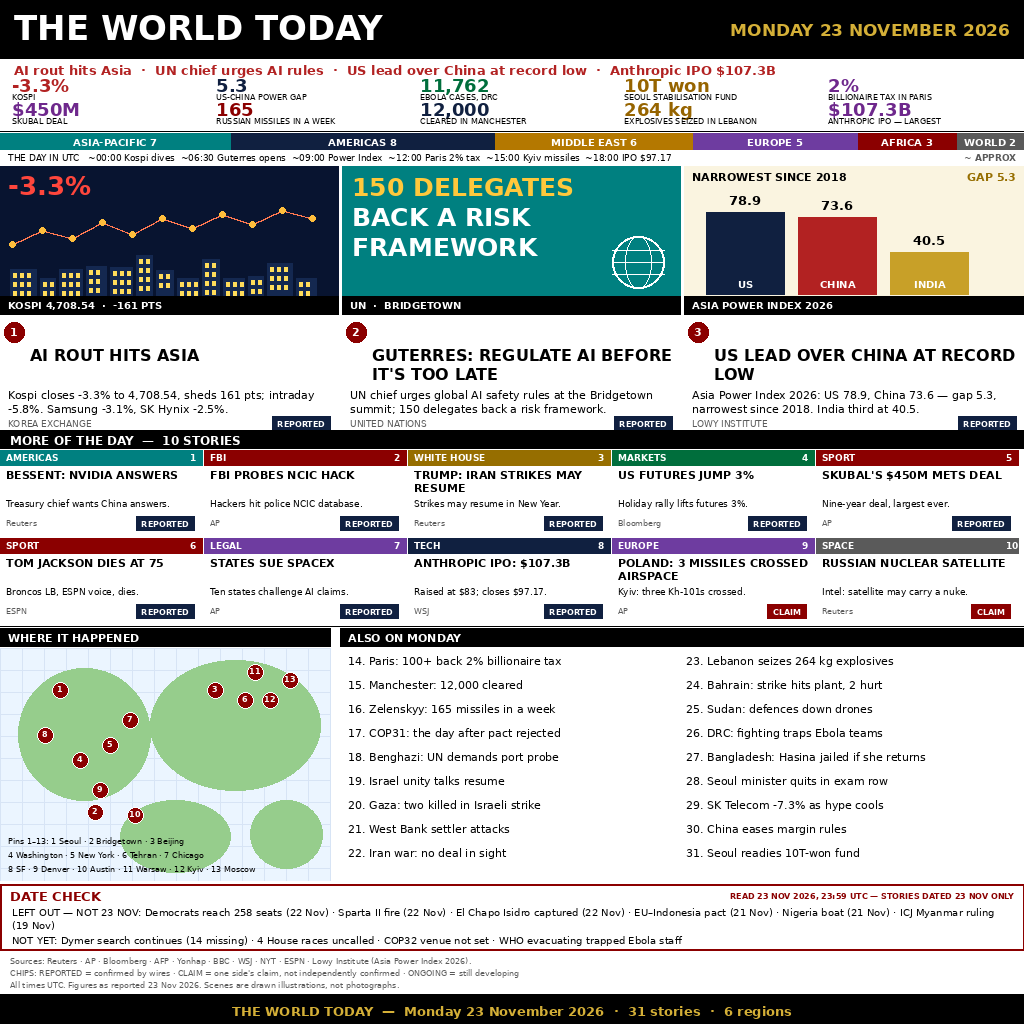 THE WORLD TODAY
MONDAY 23 NOVEMBER 2026
AI rout hits Asia · UN chief urges AI rules · US lead over China at record low · Anthropic IPO $107.3B
-3.3%
KOSPI
5.3
US-CHINA POWER GAP
11,762
EBOLA CASES, DRC
10T won
SEOUL STABILISATION FUND
2%
BILLIONAIRE TAX IN PARIS
$450M
SKUBAL DEAL
165
RUSSIAN MISSILES IN A WEEK
12,000
CLEARED IN MANCHESTER
264 kg
EXPLOSIVES SEIZED IN LEBANON
$107.3B
ANTHROPIC IPO — LARGEST
ASIA-PACIFIC 7
AMERICAS 8
MIDDLE EAST 6
EUROPE 5
AFRICA 3
WORLD 2
THE DAY IN UTC ~00:00 Kospi dives ~06:30 Guterres opens ~09:00 Power Index ~12:00 Paris 2% tax ~15:00 Kyiv missiles ~18:00 IPO $97.17
~ APPROX
-3.3%
KOSPI 4,708.54 · -161 PTS
150 DELEGATES
BACK A RISK
FRAMEWORK
UN · BRIDGETOWN
NARROWEST SINCE 2018
GAP 5.3
78.9
73.6
40.5
US
CHINA
INDIA
ASIA POWER INDEX 2026
1
AI ROUT HITS ASIA
Kospi closes -3.3% to 4,708.54, sheds 161 pts; intraday
-5.8%. Samsung -3.1%, SK Hynix -2.5%.
KOREA EXCHANGE
REPORTED
2
GUTERRES: REGULATE AI BEFORE
IT'S TOO LATE
UN chief urges global AI safety rules at the Bridgetown
summit; 150 delegates back a risk framework.
UNITED NATIONS
REPORTED
3
US LEAD OVER CHINA AT RECORD
LOW
Asia Power Index 2026: US 78.9, China 73.6 — gap 5.3,
narrowest since 2018. India third at 40.5.
LOWY INSTITUTE
REPORTED
MORE OF THE DAY — 10 STORIES
AMERICAS 1
BESSENT: NVIDIA ANSWERS
Treasury chief wants China answers.
Reuters
REPORTED
FBI 2
FBI PROBES NCIC HACK
Hackers hit police NCIC database.
AP
REPORTED
WHITE HOUSE 3
TRUMP: IRAN STRIKES MAY
RESUME
Strikes may resume in New Year.
Reuters
REPORTED
MARKETS 4
US FUTURES JUMP 3%
Holiday rally lifts futures 3%.
Bloomberg
REPORTED
SPORT 5
SKUBAL'S $450M METS DEAL
Nine-year deal, largest ever.
AP
REPORTED
SPORT 6
TOM JACKSON DIES AT 75
Broncos LB, ESPN voice, dies.
ESPN
REPORTED
LEGAL 7
STATES SUE SPACEX
Ten states challenge AI claims.
AP
REPORTED
TECH 8
ANTHROPIC IPO: $107.3B
Raised at $83; closes $97.17.
WSJ
REPORTED
EUROPE 9
POLAND: 3 MISSILES CROSSED
AIRSPACE
Kyiv: three Kh-101s crossed.
AP
CLAIM
SPACE 10
RUSSIAN NUCLEAR SATELLITE
Intel: satellite may carry a nuke.
Reuters
CLAIM
WHERE IT HAPPENED
1
3
11
13
6
12
7
8
5
4
9
2
10
Pins 1–13: 1 Seoul · 2 Bridgetown · 3 Beijing
4 Washington · 5 New York · 6 Tehran · 7 Chicago
8 SF · 9 Denver · 10 Austin · 11 Warsaw · 12 Kyiv · 13 Moscow
ALSO ON MONDAY
14. Paris: 100+ back 2% billionaire tax
15. Manchester: 12,000 cleared
16. Zelenskyy: 165 missiles in a week
17. COP31: the day after pact rejected
18. Benghazi: UN demands port probe
19. Israel unity talks resume
20. Gaza: two killed in Israeli strike
21. West Bank settler attacks
22. Iran war: no deal in sight
23. Lebanon seizes 264 kg explosives
24. Bahrain: strike hits plant, 2 hurt
25. Sudan: defences down drones
26. DRC: fighting traps Ebola teams
27. Bangladesh: Hasina jailed if she returns
28. Seoul minister quits in exam row
29. SK Telecom -7.3% as hype cools
30. China eases margin rules
31. Seoul readies 10T-won fund
DATE CHECK
READ 23 NOV 2026, 23:59 UTC — STORIES DATED 23 NOV ONLY
LEFT OUT — NOT 23 NOV: Democrats reach 258 seats (22 Nov) · Sparta II fire (22 Nov) · El Chapo Isidro captured (22 Nov) · EU–Indonesia pact (21 Nov) · Nigeria boat (21 Nov) · ICJ Myanmar ruling
(19 Nov)
NOT YET: Dymer search continues (14 missing) · 4 House races uncalled · COP32 venue not set · WHO evacuating trapped Ebola staff
Sources: Reuters · AP · Bloomberg · AFP · Yonhap · BBC · WSJ · NYT · ESPN · Lowy Institute (Asia Power Index 2026).
CHIPS: REPORTED = confirmed by wires · CLAIM = one side's claim, not independently confirmed · ONGOING = still developing
All times UTC. Figures as reported 23 Nov 2026. Scenes are drawn illustrations, not photographs.
THE WORLD TODAY — Monday 23 November 2026 · 31 stories · 6 regions